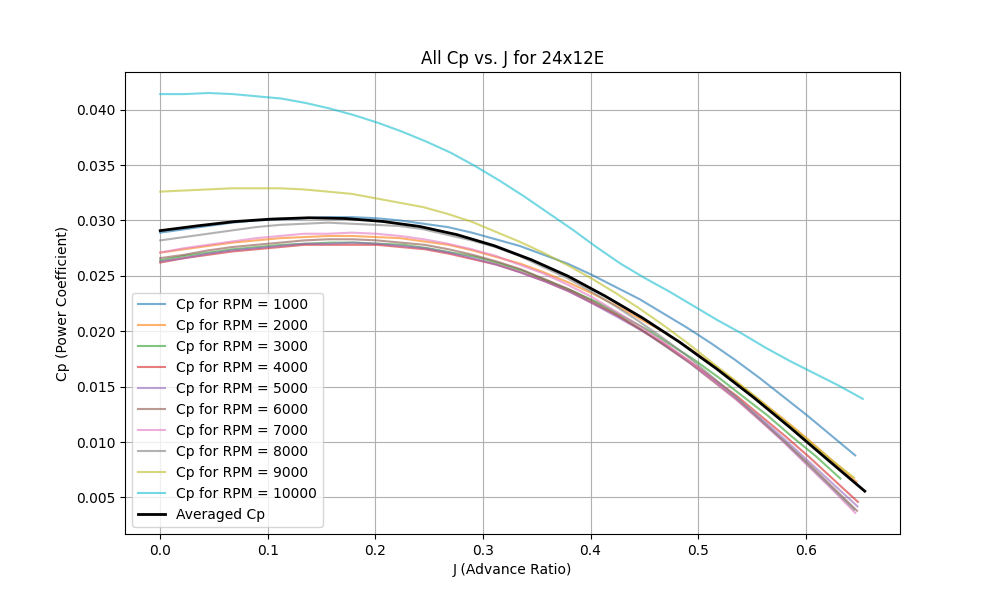 All Cp vs. J for 24x12E
Cp (Power Coefficient)
0.040
0.035
0.030
0.025
0.020
0.015
0.010
0.005
Cp for RPM = 1000
Cp for RPM = 2000
Cp for RPM = 3000
Cp for RPM = 4000
Cp for RPM = 5000
Cp for RPM = 6000
Cp for RPM = 7000
Cp for RPM = 8000
Cp for RPM = 9000
Cp for RPM = 10000
Averaged Cp
0.0 0.1 0.2 0.3 0.4 0.5 0.6
J (Advance Ratio)